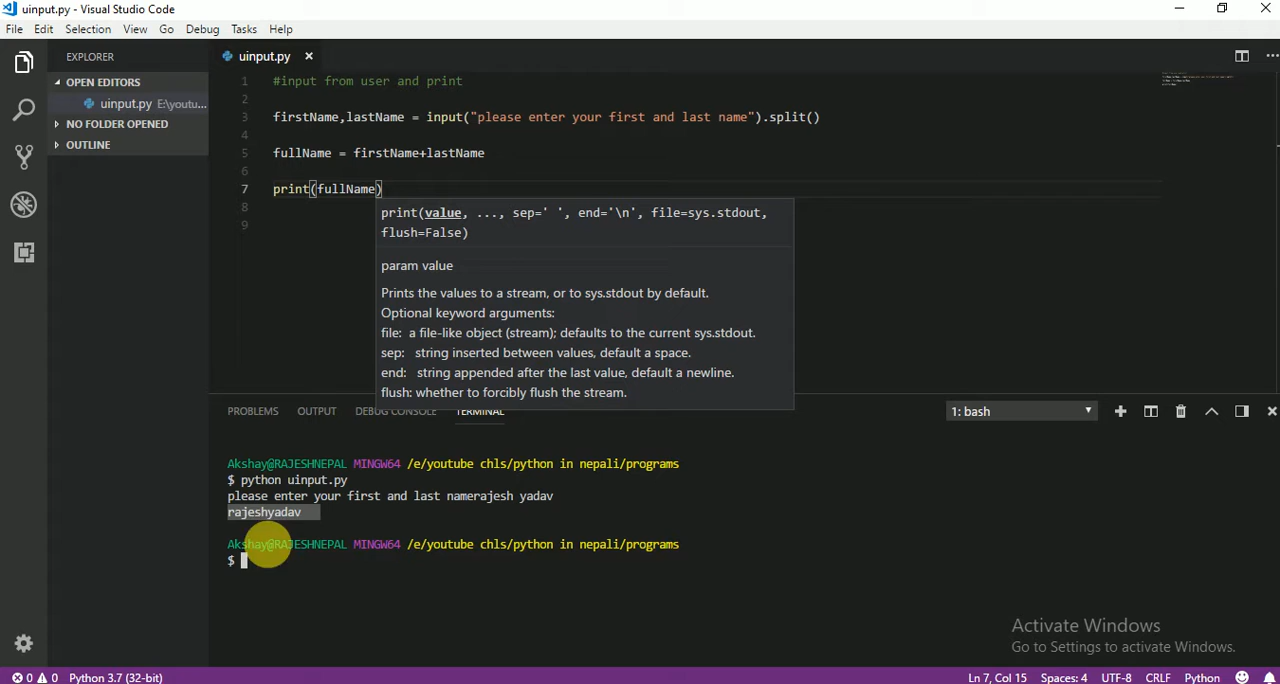 uinput.py - Visual Studio Code
File Edit Selection View Go Debug Tasks Help
EXPLORER
OPEN EDITORS
uinput.py E:\youtu...
NO FOLDER OPENED
OUTLINE
uinput.py
1 #input from user and print
2
3 firstName,lastName = input("please enter your first and last name").split()
4
5 fullName = firstName+lastName
6
7 print(fullName)
8
9
print(value, ..., sep=' ', end='\n', file=sys.stdout,
flush=False)
param value
Prints the values to a stream, or to sys.stdout by default.
Optional keyword arguments:
file: a file-like object (stream); defaults to the current sys.stdout.
sep: string inserted between values, default a space.
end: string appended after the last value, default a newline.
flush: whether to forcibly flush the stream.
PROBLEMS OUTPUT DEBUG CONSOLE TERMINAL 1: bash
Akshay@RAJESHNEPAL MINGW64 /e/youtube chls/python in nepali/programs
$ python uinput.py
please enter your first and last namerajesh yadav
rajeshyadav
Akshay@RAJESHNEPAL MINGW64 /e/youtube chls/python in nepali/programs
$
Activate Windows
Go to Settings to activate Windows.
0 0 Python 3.7 (32-bit) Ln 7, Col 15 Spaces: 4 UTF-8 CRLF Python